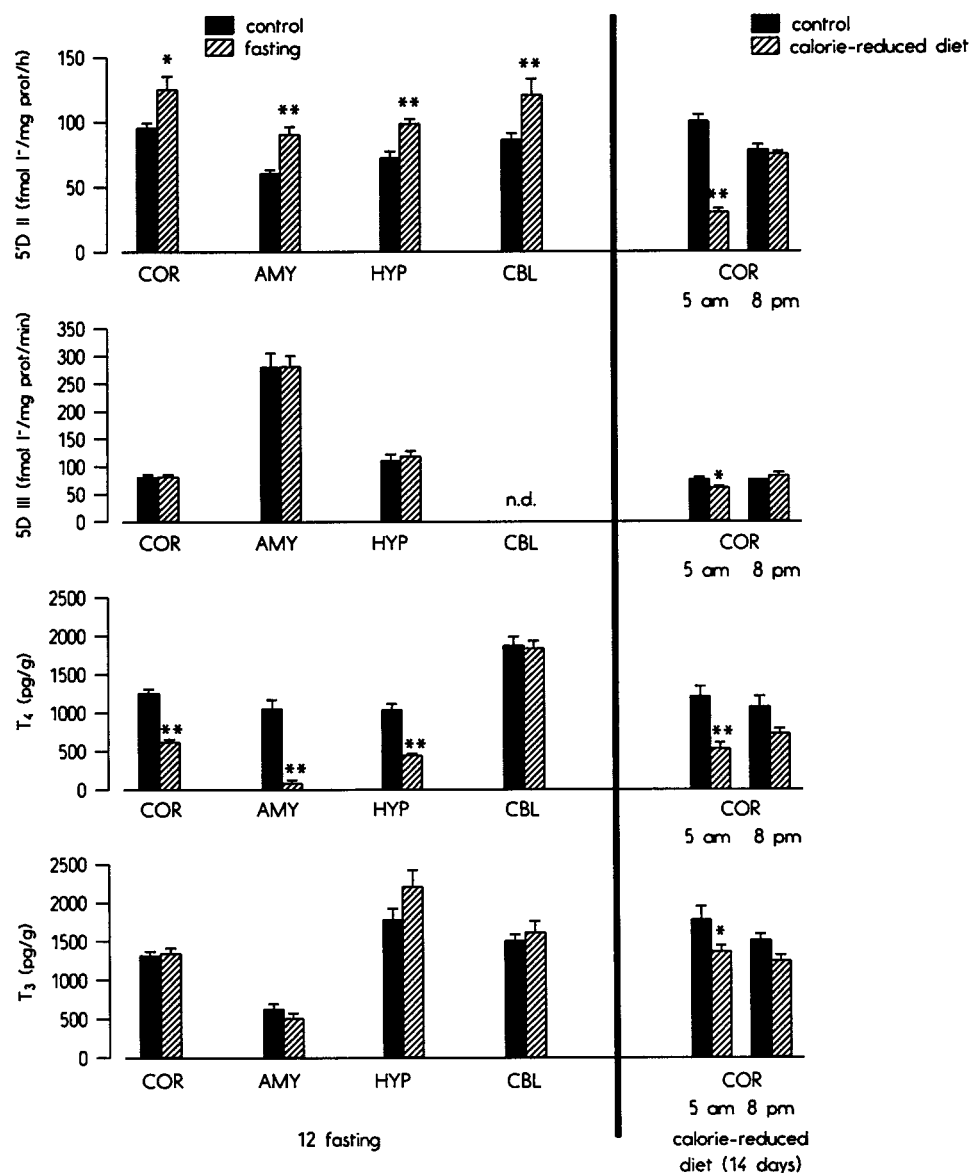 control
fasting
control
calorie-reduced diet
5'D II (fmol I⁻/mg prot/h)
150
100
50
0
* ** ** **
**
COR AMY HYP CBL
COR
5 am 8 pm
5D III (fmol I⁻/mg prot/min)
350
300
250
200
150
100
50
0
n.d.
*
COR AMY HYP CBL
COR
5 am 8 pm
T₄ (pg/g)
2500
2000
1500
1000
500
0
** ** **
**
COR AMY HYP CBL
COR
5 am 8 pm
T₃ (pg/g)
2500
2000
1500
1000
500
0
*
COR AMY HYP CBL
COR
5 am 8 pm
12 fasting
calorie-reduced
diet (14 days)